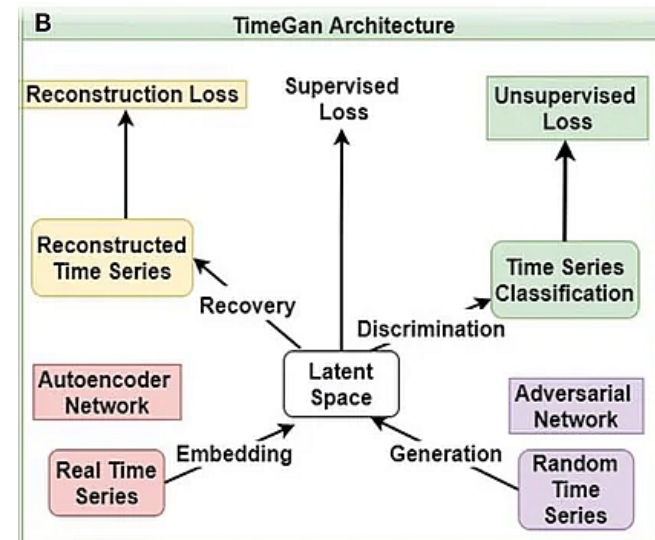 B
TimeGan Architecture
Reconstruction Loss
Supervised
Loss
Unsupervised
Loss
Reconstructed
Time Series
Time Series
Classification
Recovery
Discrimination
Latent
Space
Autoencoder
Network
Adversarial
Network
Embedding
Generation
Real Time
Series
Random
Time
Series